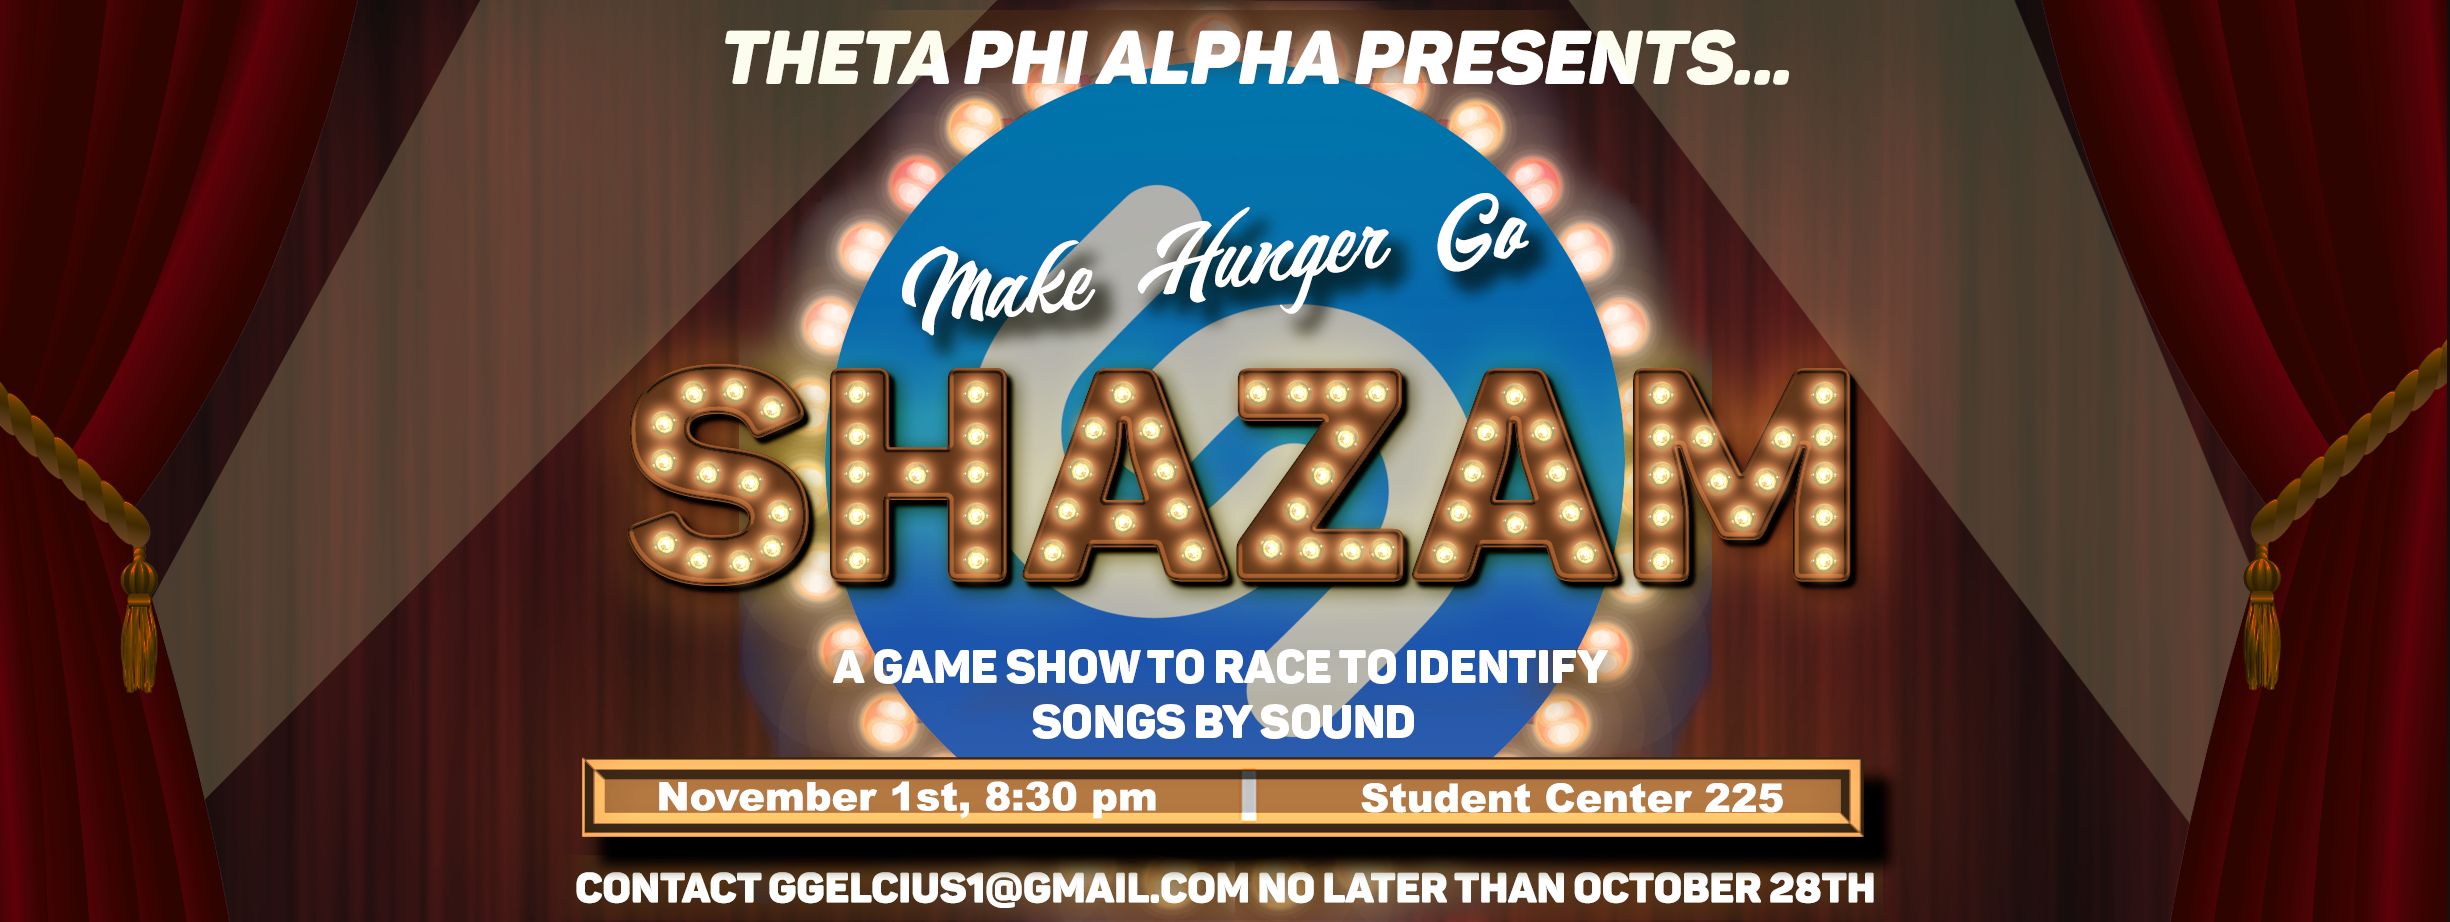 THETA PHI ALPHA PRESENTS...
Make Hunger Go
SHAZAM
A GAME SHOW TO RACE TO IDENTIFY
SONGS BY SOUND
November 1st, 8:30 pm | Student Center 225
CONTACT GGELCIUS1@GMAIL.COM NO LATER THAN OCTOBER 28TH